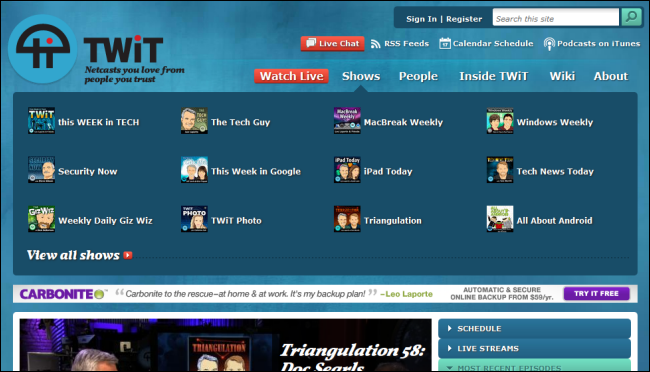 Sign In | Register
Search this site
TWiT
Netcasts you love from
people you trust
Live Chat
RSS Feeds
Calendar Schedule
Podcasts on iTunes
Watch Live
Shows
People
Inside TWiT
Wiki
About
this WEEK in TECH
The Tech Guy
MacBreak Weekly
Windows Weekly
Security Now
This Week in Google
iPad Today
Tech News Today
Weekly Daily Giz Wiz
TWiT Photo
Triangulation
All About Android
View all shows
CARBONITE
“Carbonite to the rescue–at home & at work. It's my backup plan!” –Leo Laporte
AUTOMATIC & SECURE
ONLINE BACKUP FROM $59/yr.
TRY IT FREE
TRIANGULATION
Triangulation 58:
Doc Searls
SCHEDULE
LIVE STREAMS
MOST RECENT EPISODES